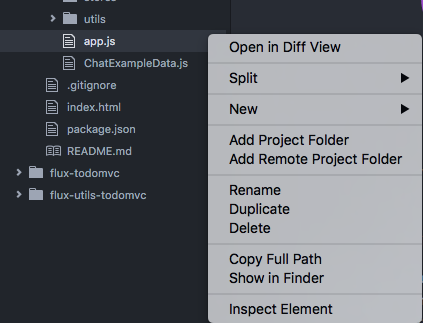 utils
app.js
ChatExampleData.js
.gitignore
index.html
package.json
README.md
flux-todomvc
flux-utils-todomvc
Open in Diff View
Split
New
Add Project Folder
Add Remote Project Folder
Rename
Duplicate
Delete
Copy Full Path
Show in Finder
Inspect Element